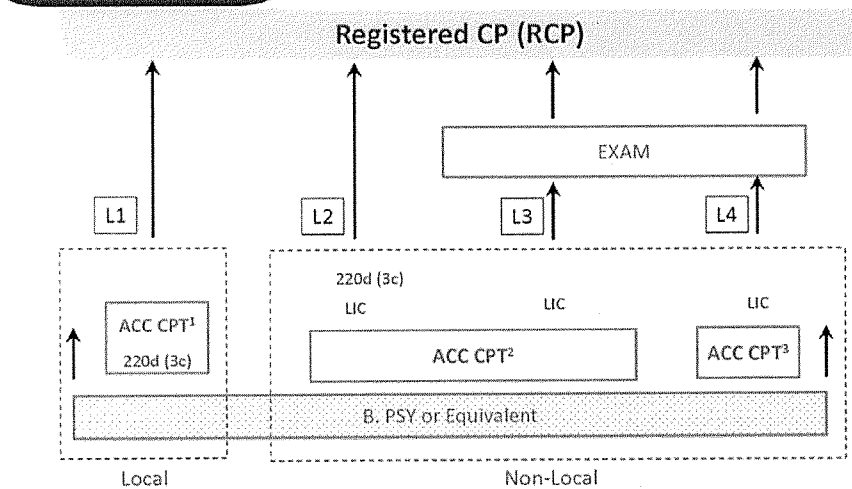 Registered CP (RCP)
EXAM
L1
L2
L3
L4
220d (3c)
LIC
LIC
LIC
ACC CPT¹
220d (3c)
ACC CPT²
ACC CPT³
B. PSY or Equivalent
Local
Non-Local